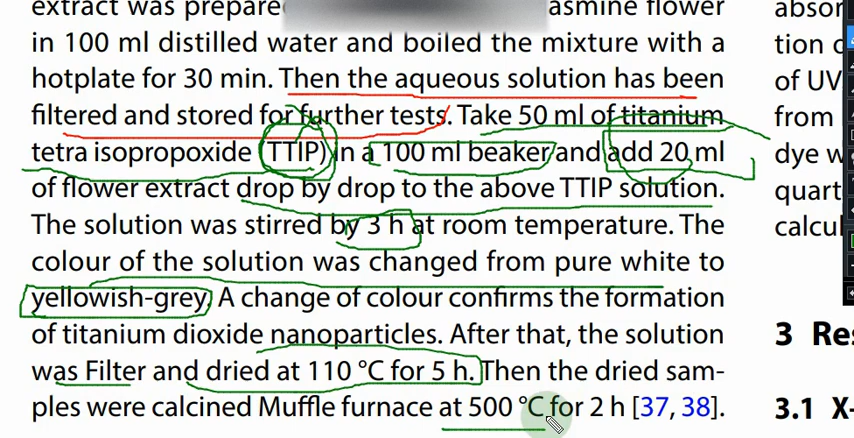 extract was prepare
asmine flower
in 100 ml distilled water and boiled the mixture with a
hotplate for 30 min. Then the aqueous solution has been
filtered and stored for further tests. Take 50 ml of titanium
tetra isopropoxide (TTIP) in a 100 ml beaker and add 20 ml
of flower extract drop by drop to the above TTIP solution.
The solution was stirred by 3 h at room temperature. The
colour of the solution was changed from pure white to
yellowish-grey. A change of colour confirms the formation
of titanium dioxide nanoparticles. After that, the solution
was Filter and dried at 110 °C for 5 h. Then the dried sam-
ples were calcined Muffle furnace at 500 °C for 2 h [37, 38].
absor
tion c
of UV
from
dye w
quart
calcul
3 Res
3.1 X-